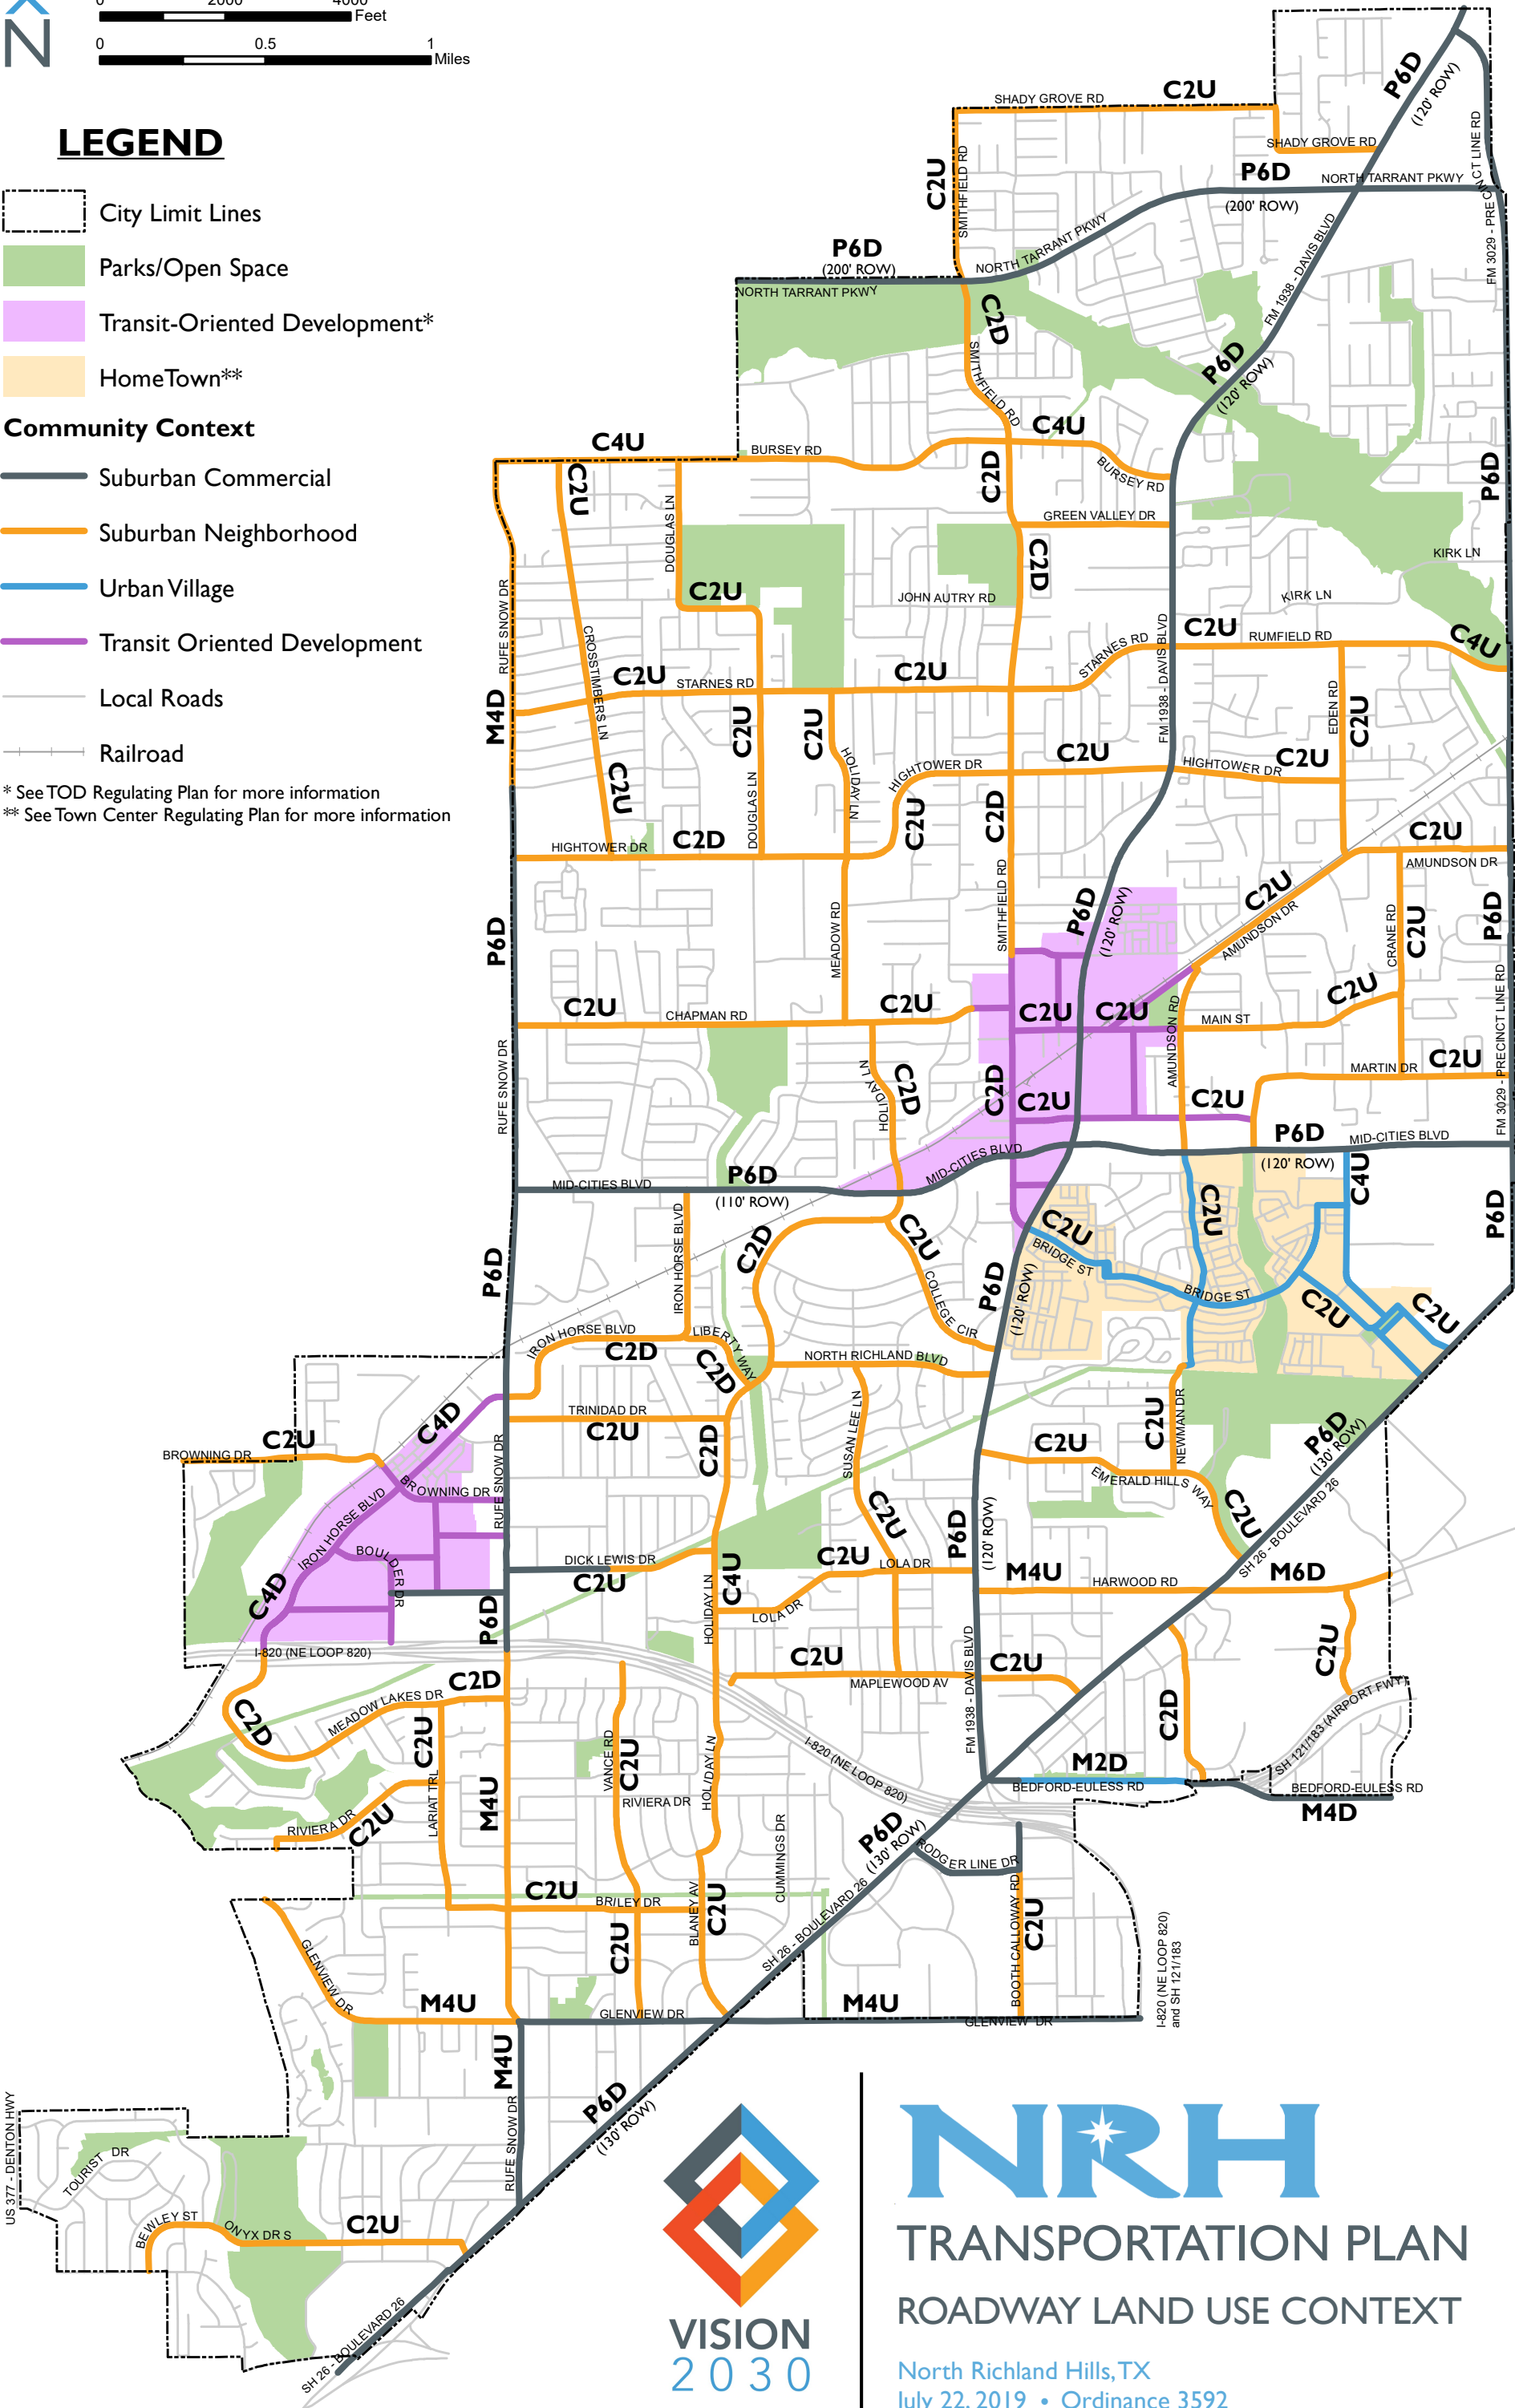 N
0 2000 4000
Feet
0 0.5 1
Miles
LEGEND
City Limit Lines
Parks/Open Space
Transit-Oriented Development*
HomeTown**
Community Context
Suburban Commercial
Suburban Neighborhood
Urban Village
Transit Oriented Development
Local Roads
Railroad
* See TOD Regulating Plan for more information
** See Town Center Regulating Plan for more information
SHADY GROVE RD
C2U
P6D
(120' ROW)
SHADY GROVE RD
C2U
SMITHFIELD RD
P6D
NORTH TARRANT PKWY
(200' ROW)
FM 3029 - PRECINCT LINE RD
P6D
(200' ROW)
NORTH TARRANT PKWY
NORTH TARRANT PKWY
FM 1938 - DAVIS BLVD
C2D
SMITHFIELD RD
P6D
(120' ROW)
C4U
BURSEY RD
C4U
BURSEY RD
C2U
DOUGLAS LN
C2D
P6D
GREEN VALLEY DR
KIRK LN
C2D
C2U
JOHN AUTRY RD
KIRK LN
RUFE SNOW DR
CROSSTIMBERS LN
C2U
STARNES RD
C2U
STARNES RD
FM 1938 - DAVIS BLVD
C2U
RUMFIELD RD
C4U
M4D
C2U
C2U
HOLIDAY LN
EDEN RD
C2U
C2U
DOUGLAS LN
HIGHTOWER DR
C2U
HIGHTOWER DR
C2U
C2U
C2D
HIGHTOWER DR
C2D
C2U
AMUNDSON DR
SMITHFIELD RD
P6D
(120' ROW)
C2U
AMUNDSON DR
CRANE RD
C2U
P6D
P6D
MEADOW RD
C2U
CHAPMAN RD
C2U
C2U
C2U
AMUNDSON RD
MAIN ST
C2U
FM 3029 - PRECINCT LINE RD
RUFE SNOW DR
HOLIDAY LN
C2D
C2D
C2U
C2U
MARTIN DR
C2U
P6D
(120' ROW)
MID-CITIES BLVD
MID-CITIES BLVD
P6D
(110' ROW)
MID-CITIES BLVD
C4U
P6D
P6D
IRON HORSE BLVD
C2D
C2U
COLLEGE CIR
P6D
(120' ROW)
C2U
BRIDGE ST
C2U
BRIDGE ST
C2U
C2U
IRON HORSE BLVD
C2D
LIBERTY WAY
C2D
NORTH RICHLAND BLVD
TRINIDAD DR
C2U
C2D
SUSAN LEE LN
C2U
C2U
NEWMAN DR
EMERALD HILLS WAY
C2U
P6D
(130' ROW)
SH 26 - BOULEVARD 26
BROWNING DR
C2U
C4D
BROWNING DR
RUFE SNOW DR
IRON HORSE BLVD
BOULDER DR
C4D
P6D
DICK LEWIS DR
C2U
C4U
HOLIDAY LN
C2U
C2U
LOLA DR
LOLA DR
P6D
(120' ROW)
M4U
HARWOOD RD
M6D
I-820 (NE LOOP 820)
C2U
MAPLEWOOD AV
C2U
C2U
FM 1938 - DAVIS BLVD
C2D
C2D
MEADOW LAKES DR
C2D
C2U
LARIAT TRL
M4U
VANCE RD
C2U
RIVIERA DR
HOLIDAY LN
I-820 (NE LOOP 820)
SH 121/183 (AIRPORT FWY)
M2D
BEDFORD-EULESS RD
BEDFORD-EULESS RD
M4D
RIVIERA DR
C2U
CUMMINGS DR
P6D
(130' ROW)
RODGER LINE DR
C2U
BRILEY DR
C2U
BLANEY AV
C2U
SH 26 - BOULEVARD 26
BOOTH CALLOWAY RD
C2U
I-820 (NE LOOP 820)
and SH 121/183
GLENVIEW DR
M4U
GLENVIEW DR
M4U
GLENVIEW DR
M4U
RUFE SNOW DR
P6D
(130' ROW)
US 377 - DENTON HWY
TOURIST DR
BEWLEY ST
ONYX DR S
C2U
SH 26 - BOULEVARD 26
VISION
2030
NRH
TRANSPORTATION PLAN
ROADWAY LAND USE CONTEXT
North Richland Hills, TX
July 22, 2019 • Ordinance 3592